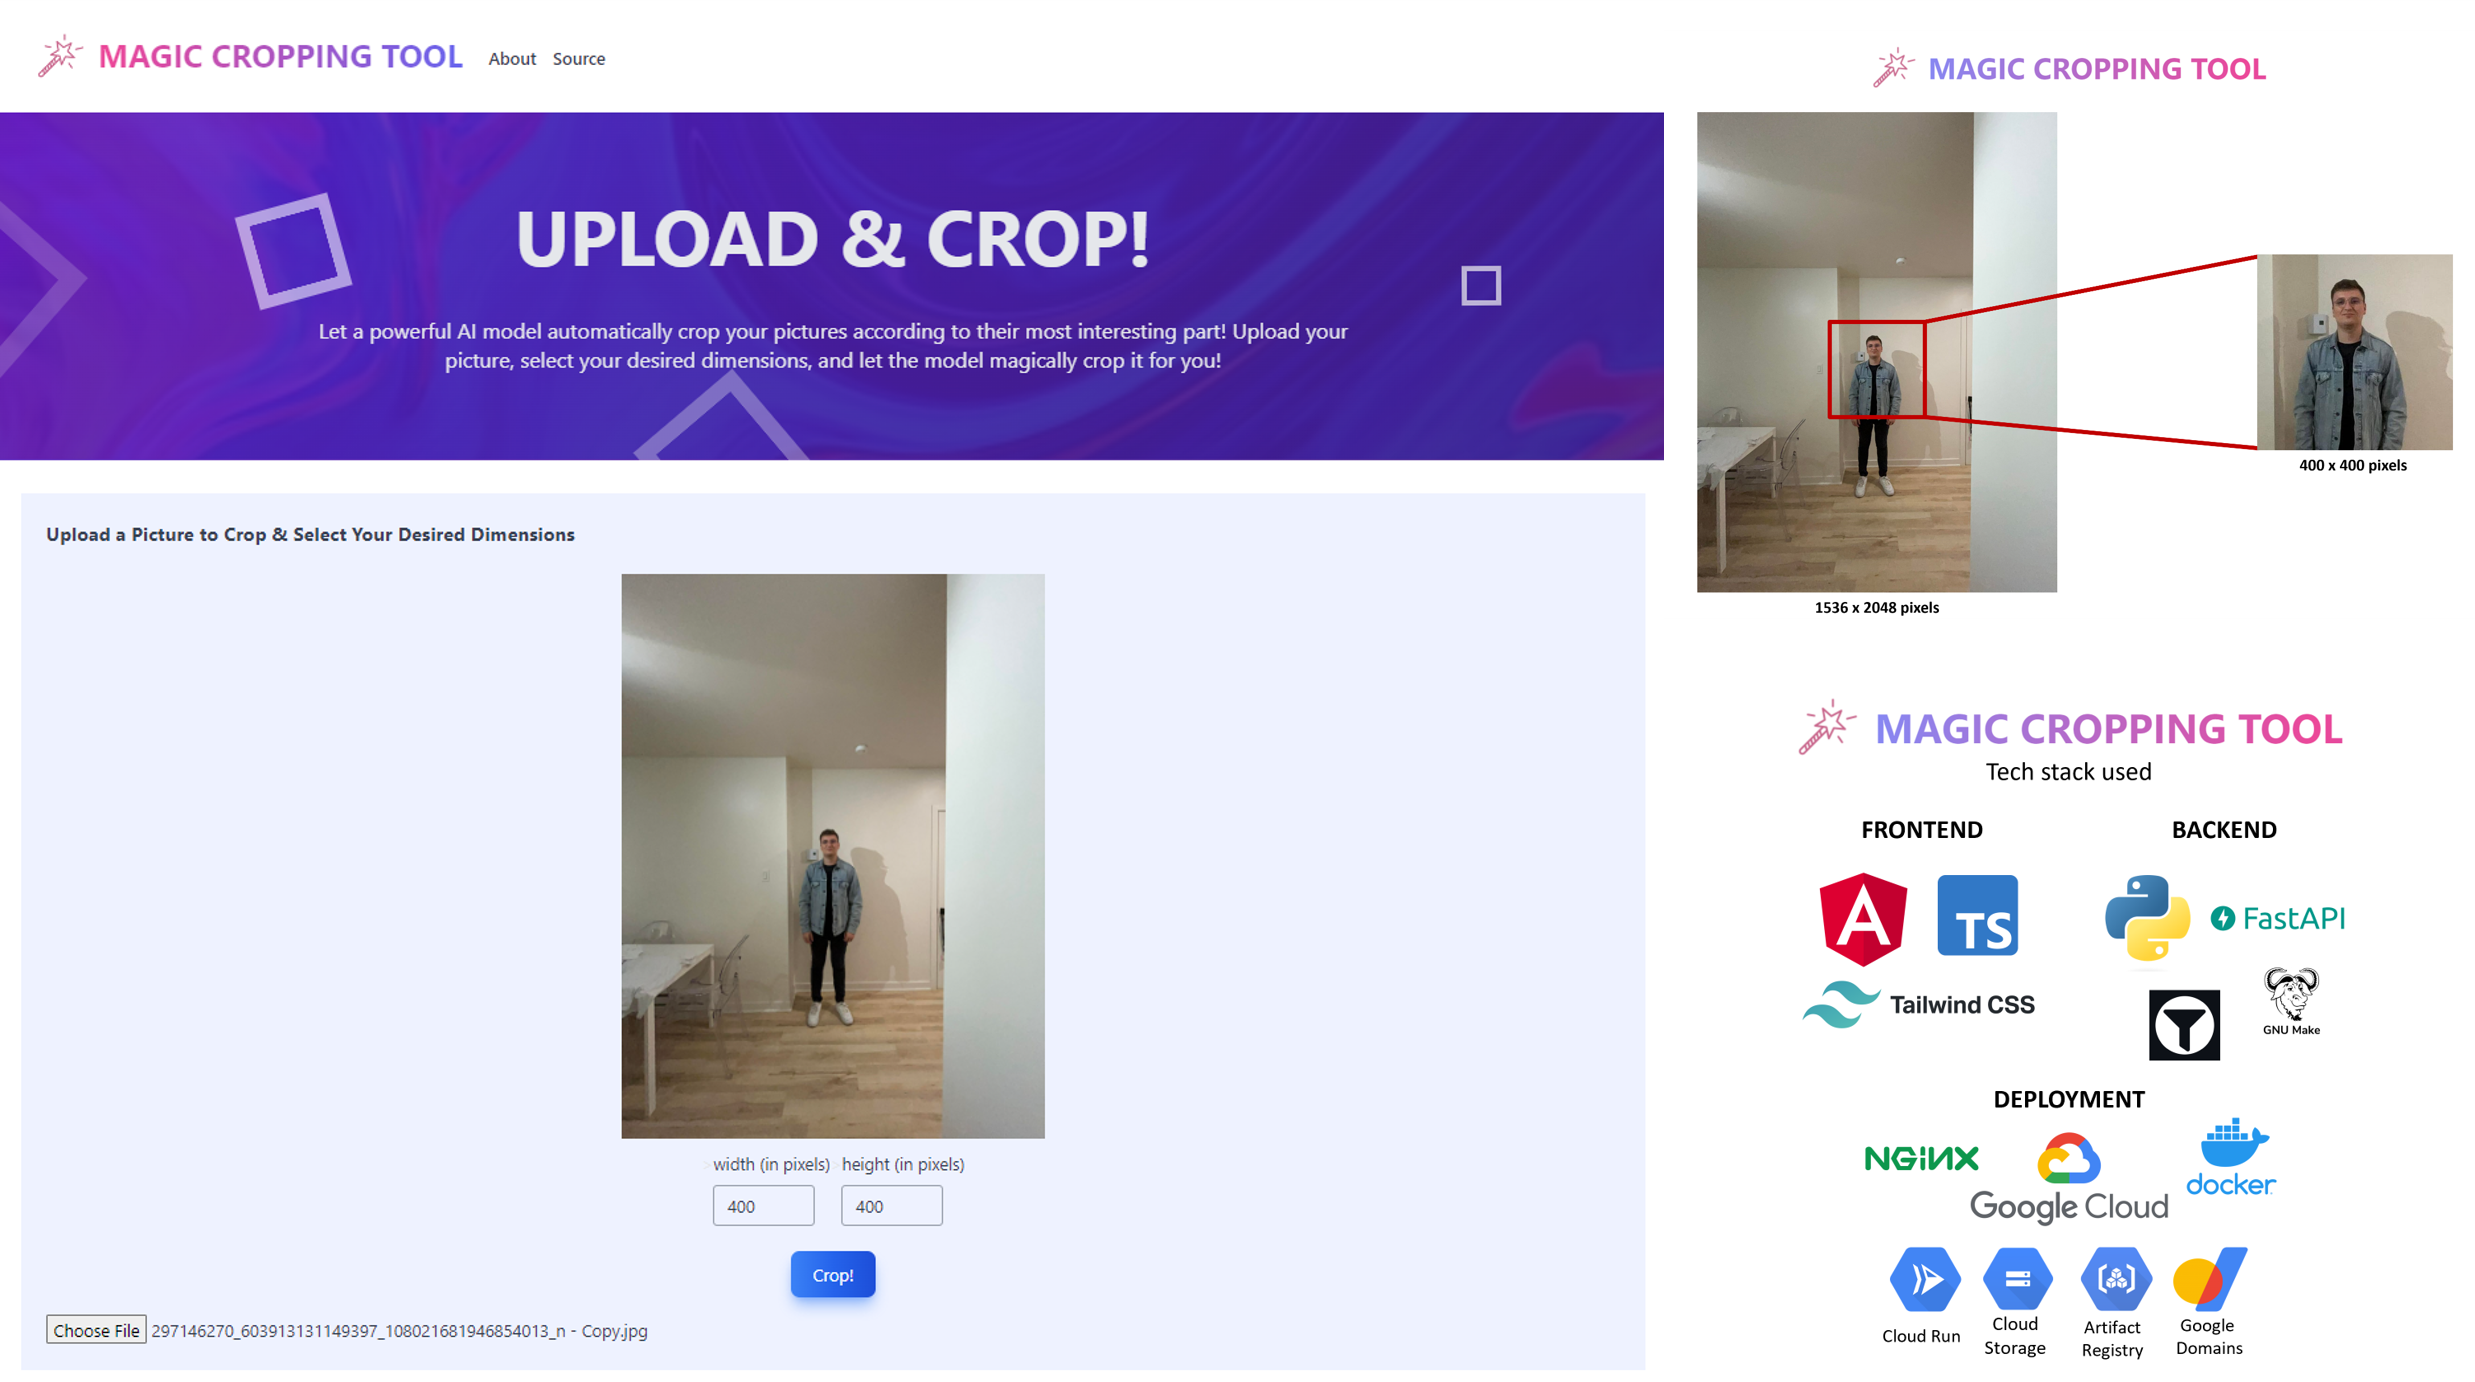 MAGIC CROPPING TOOL About Source
UPLOAD & CROP!
Let a powerful AI model automatically crop your pictures according to their most interesting part! Upload your
picture, select your desired dimensions, and let the model magically crop it for you!
Upload a Picture to Crop & Select Your Desired Dimensions
width (in pixels) height (in pixels)
400 400
Crop!
Choose File 297146270_603913131149397_108021681946854013_n - Copy.jpg
MAGIC CROPPING TOOL
400 x 400 pixels
1536 x 2048 pixels
MAGIC CROPPING TOOL
Tech stack used
FRONTEND BACKEND
A TS FastAPI
Tailwind CSS
GNU Make
DEPLOYMENT
NGINX
Google Cloud
docker
Cloud Run
Cloud
Storage
Artifact
Registry
Google
Domains